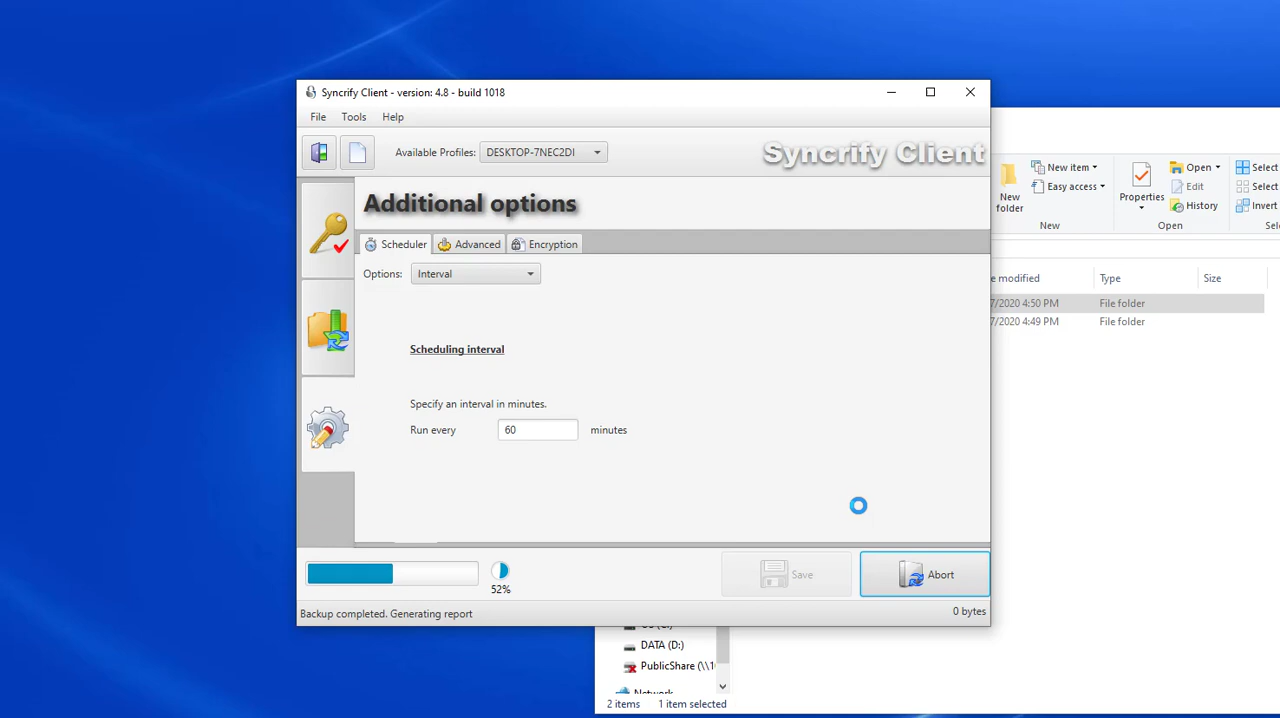 Syncrify Client - version: 4.8 - build 1018
File Tools Help
Available Profiles: DESKTOP-7NEC2DI
Syncrify Client
Additional options
Scheduler Advanced Encryption
Options: Interval
Scheduling interval
Specify an interval in minutes.
Run every 60 minutes
52%
Save Abort
Backup completed. Generating report
0 bytes
New folder
New item
Easy access
New
Properties
Open
Edit
History
Open
Select
Select
Invert
e modified Type Size
7/2020 4:50 PM File folder
7/2020 4:49 PM File folder
DATA (D:)
PublicShare (\\1
Network
2 items 1 item selected